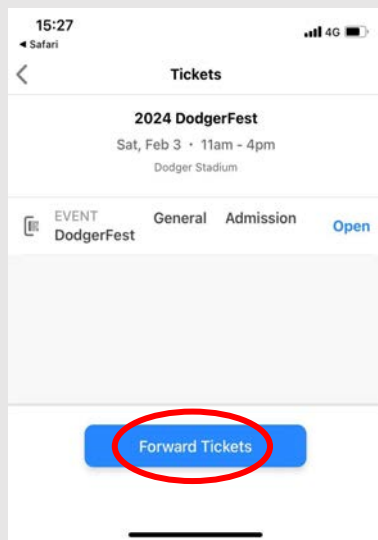 15:27
4G
◄ Safari
Tickets
2024 DodgerFest
Sat, Feb 3 · 11am - 4pm
Dodger Stadium
EVENT General Admission Open
DodgerFest
Forward Tickets